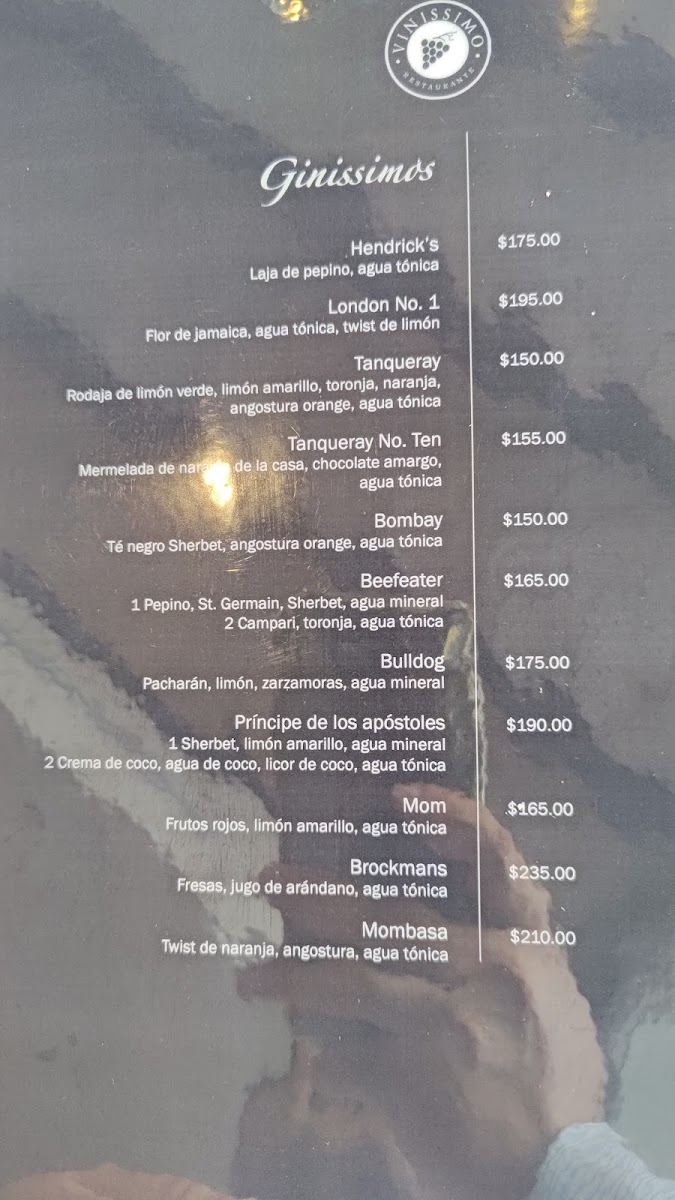 VINISSIMO
RESTAURANTE
Ginissimos
Hendrick's $175.00
Laja de pepino, agua tónica
London No. 1 $195.00
Flor de jamaica, agua tónica, twist de limón
Tanqueray $150.00
Rodaja de limón verde, limón amarillo, toronja, naranja,
angostura orange, agua tónica
Tanqueray No. Ten $155.00
Mermelada de naranja de la casa, chocolate amargo,
agua tónica
Bombay $150.00
Té negro Sherbet, angostura orange, agua tónica
Beefeater $165.00
1 Pepino, St. Germain, Sherbet, agua mineral
2 Campari, toronja, agua tónica
Bulldog $175.00
Pacharán, limón, zarzamoras, agua mineral
Príncipe de los apóstoles $190.00
1 Sherbet, limón amarillo, agua mineral
2 Crema de coco, agua de coco, licor de coco, agua tónica
Mom $165.00
Frutos rojos, limón amarillo, agua tónica
Brockmans $235.00
Fresas, jugo de arándano, agua tónica
Mombasa $210.00
Twist de naranja, angostura, agua tónica